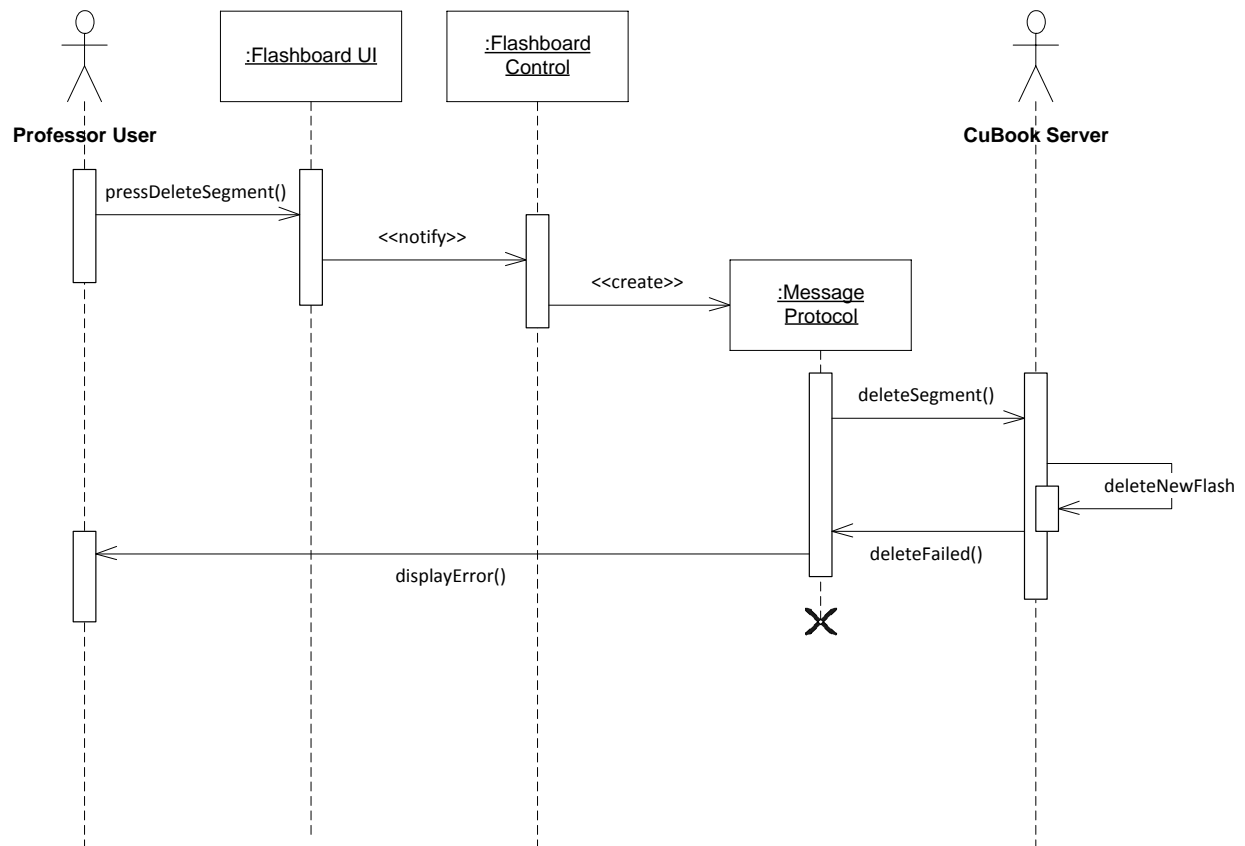 :Flashboard UI
:Flashboard
Control
Professor User
CuBook Server
pressDeleteSegment()
<<notify>>
<<create>>
:Message
Protocol
deleteSegment()
deleteNewFlash
deleteFailed()
displayError()